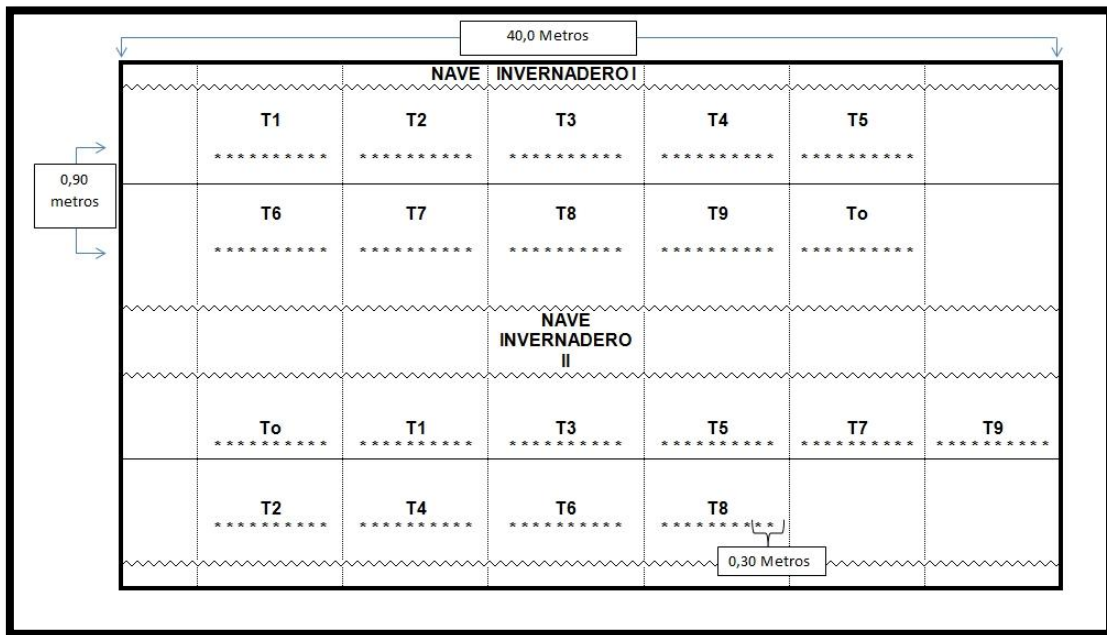 40,0 Metros
NAVE INVERNADERO I
T1 T2 T3 T4 T5
* * * * * * * * * * * * * * * * * * * * * * * * * * * * * * * * * * * * * * * * * * * * * * * * * *
0,90
metros
T6 T7 T8 T9 To
* * * * * * * * * * * * * * * * * * * * * * * * * * * * * * * * * * * * * * * * * * * * * * * * * *
NAVE
INVERNADERO
II
To T1 T3 T5 T7 T9
* * * * * * * * * * * * * * * * * * * * * * * * * * * * * * * * * * * * * * * * * * * * * * * * * * * * * * * * * * * *
T2 T4 T6 T8
* * * * * * * * * * * * * * * * * * * * * * * * * * * * * * * * * * * * * * * *
0,30 Metros